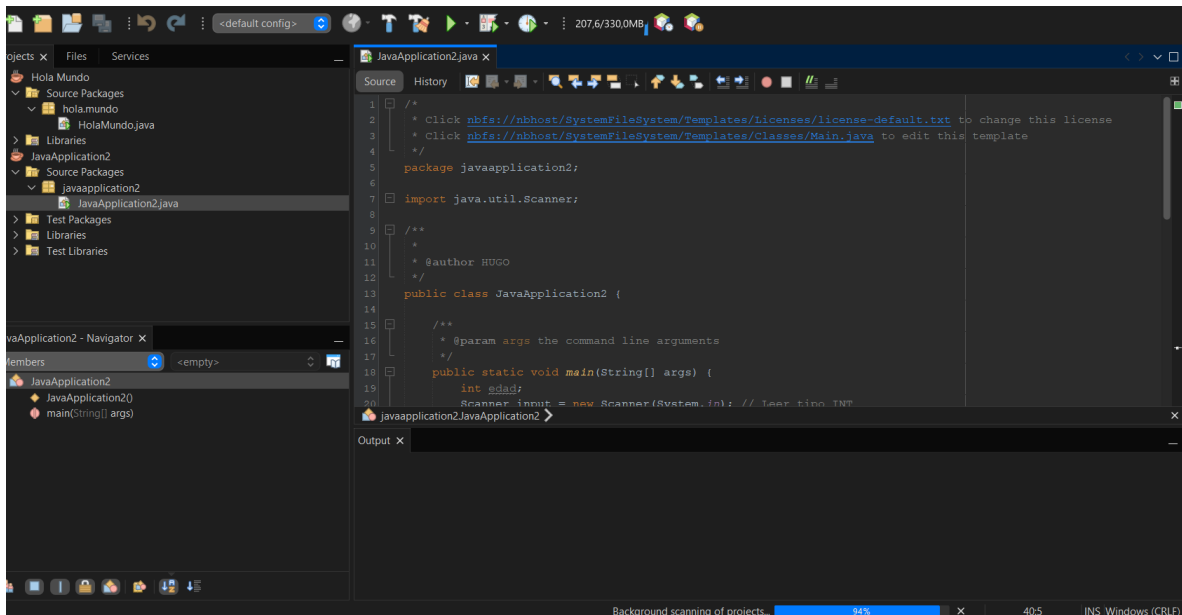 <default config>
207,6/330,0MB
ojects Files Services
Hola Mundo
Source Packages
hola.mundo
HolaMundo.java
Libraries
JavaApplication2
Source Packages
javaapplication2
JavaApplication2.java
Test Packages
Libraries
Test Libraries
vaApplication2 - Navigator
Members
<empty>
JavaApplication2
JavaApplication2()
main(String[] args)
JavaApplication2.java
Source History
1 /*
2 * Click nbfs://nbhost/SystemFileSystem/Templates/Licenses/license-default.txt to change this license
3 * Click nbfs://nbhost/SystemFileSystem/Templates/Classes/Main.java to edit this template
4 */
5 package javaapplication2;
6
7 import java.util.Scanner;
8
9 /**
10 *
11 * @author HUGO
12 */
13 public class JavaApplication2 {
14
15 /**
16 * @param args the command line arguments
17 */
18 public static void main(String[] args) {
19 int edad;
20 Scanner input = new Scanner(System.in); // Leer tipo INT
javaapplication2.JavaApplication2
Output
Background scanning of projects... 94% 40:5 INS Windows (CRLF)